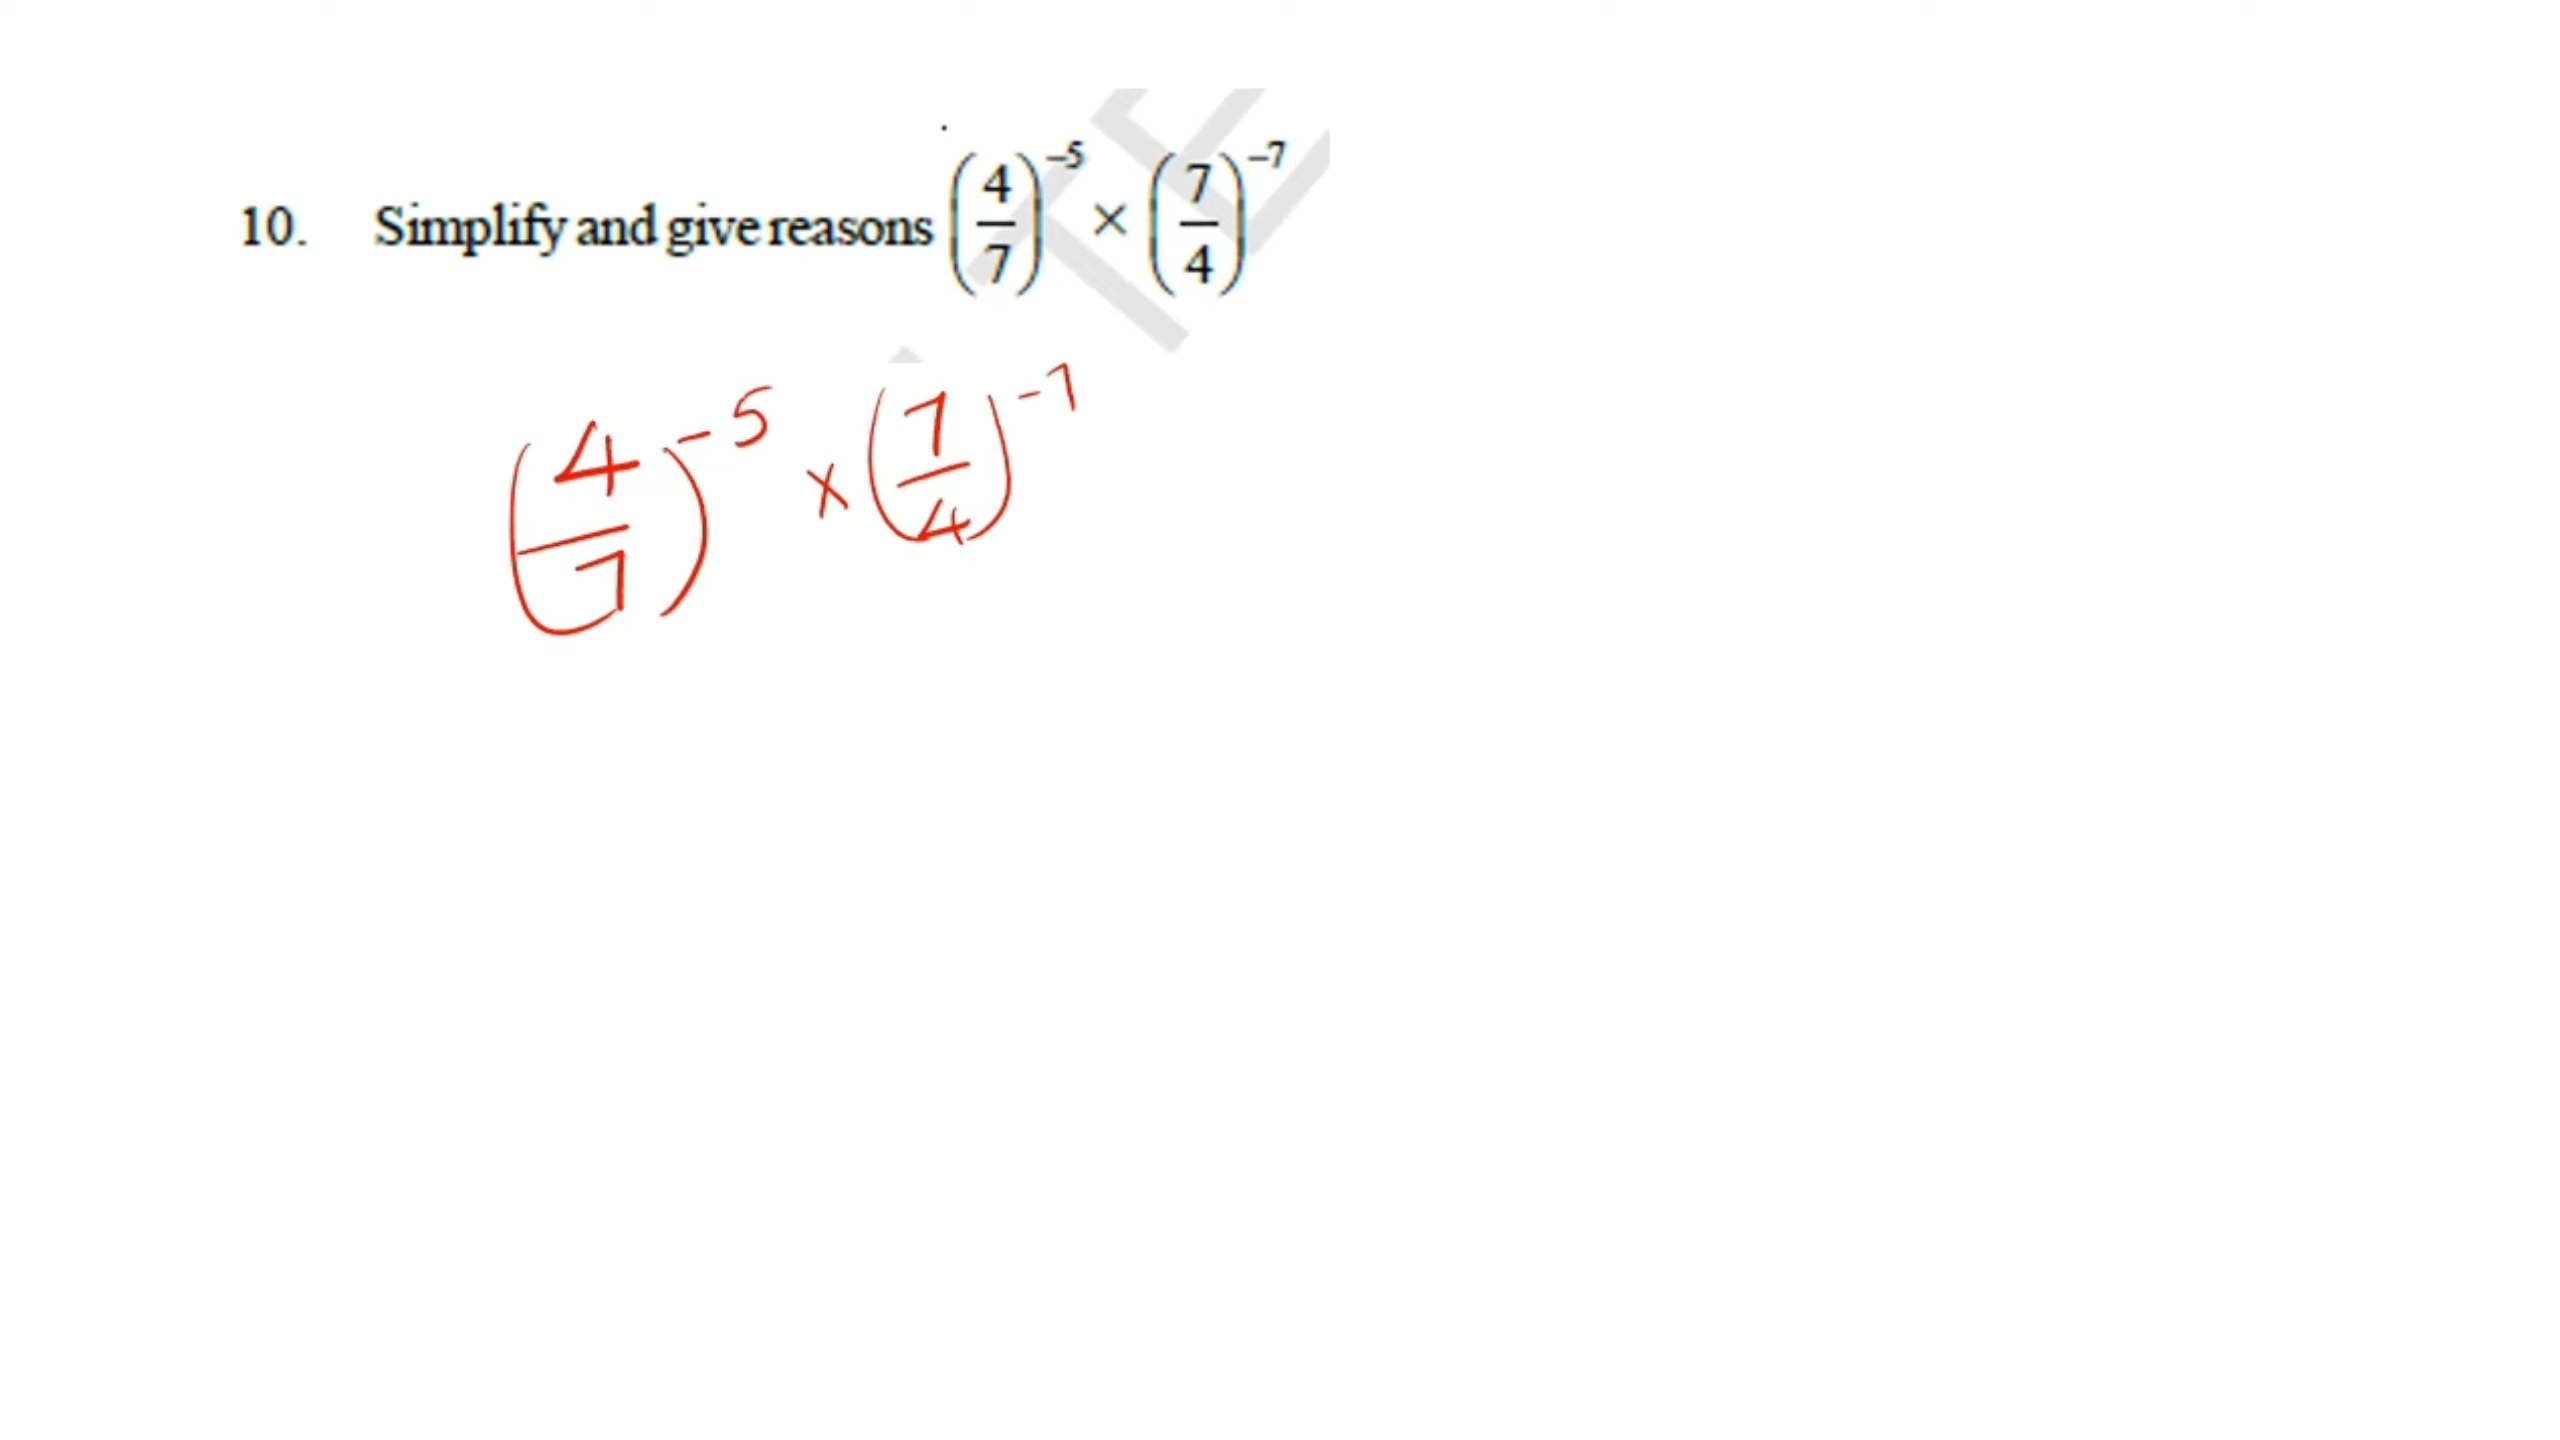 10. Simplify and give reasons (4/7)^–5 × (7/4)^–7
(4/7)^-5 × (7/4)^-7